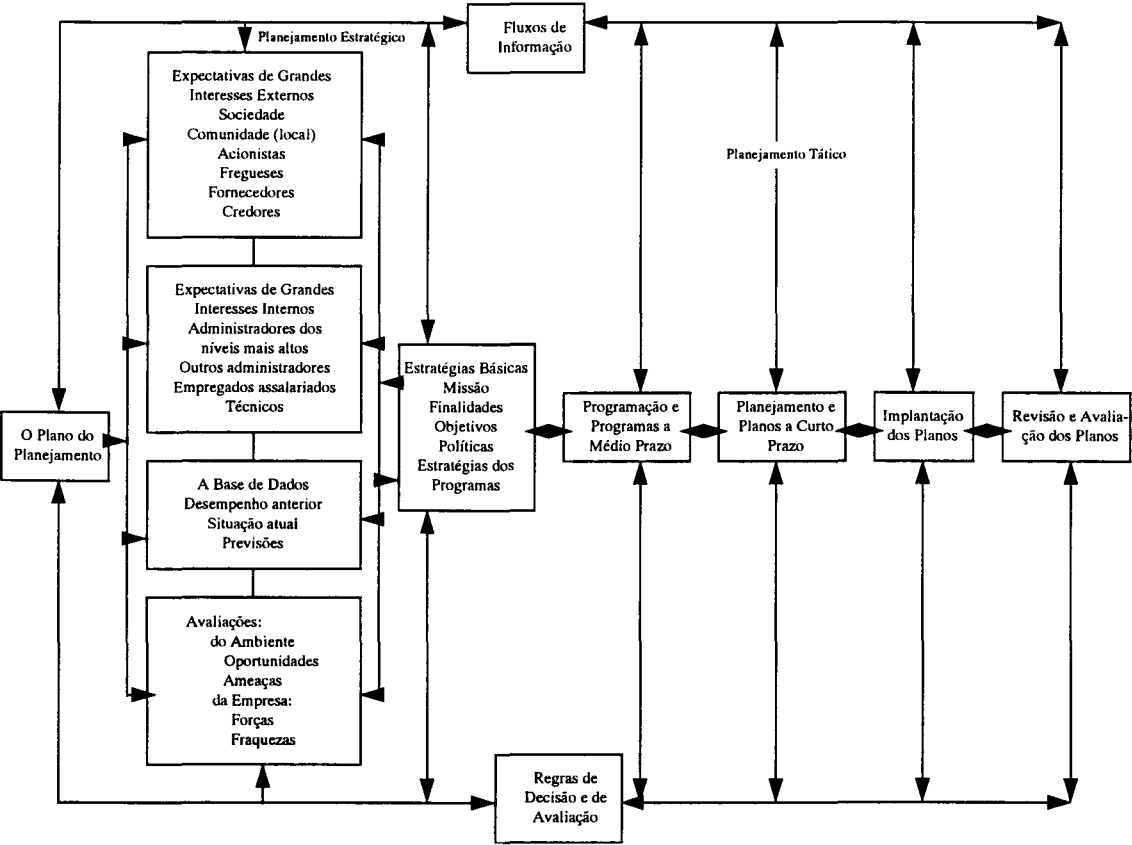 Fluxos de
Informação
Planejamento Estratégico
Expectativas de Grandes
Interesses Externos
Sociedade
Comunidade (local)
Acionistas
Fregueses
Fornecedores
Credores
Planejamento Tático
Expectativas de Grandes
Interesses Internos
Administradores dos
níveis mais altos
Outros administradores
Empregados assalariados
Técnicos
O Plano do
Planejamento
A Base de Dados
Desempenho anterior
Situação atual
Previsões
Avaliações:
do Ambiente
Oportunidades
Ameaças
da Empresa:
Forças
Fraquezas
Estratégias Básicas
Missão
Finalidades
Objetivos
Políticas
Estratégias dos
Programas
Programação e
Programas a
Médio Prazo
Planejamento e
Planos a Curto
Prazo
Implantação
dos Planos
Revisão e Avalia-
ção dos Planos
Regras de
Decisão e de
Avaliação